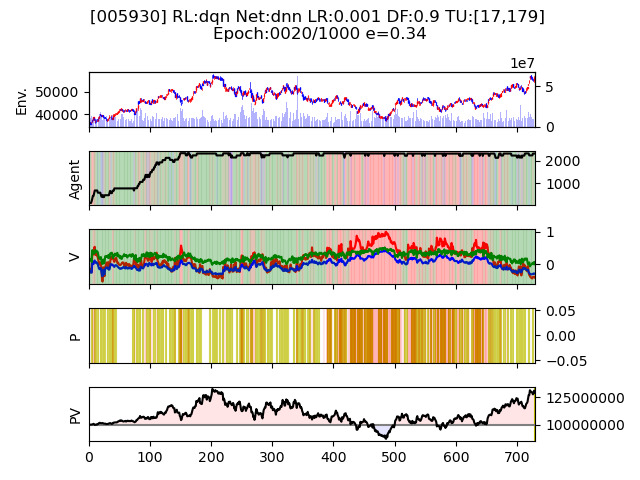 [005930] RL:dqn Net:dnn LR:0.001 DF:0.9 TU:[17,179]
Epoch:0020/1000 e=0.34
1e7
Env.
50000
40000
5
0
Agent
2000
1000
V
1
0
P
0.05
0.00
−0.05
PV
125000000
100000000
0 100 200 300 400 500 600 700